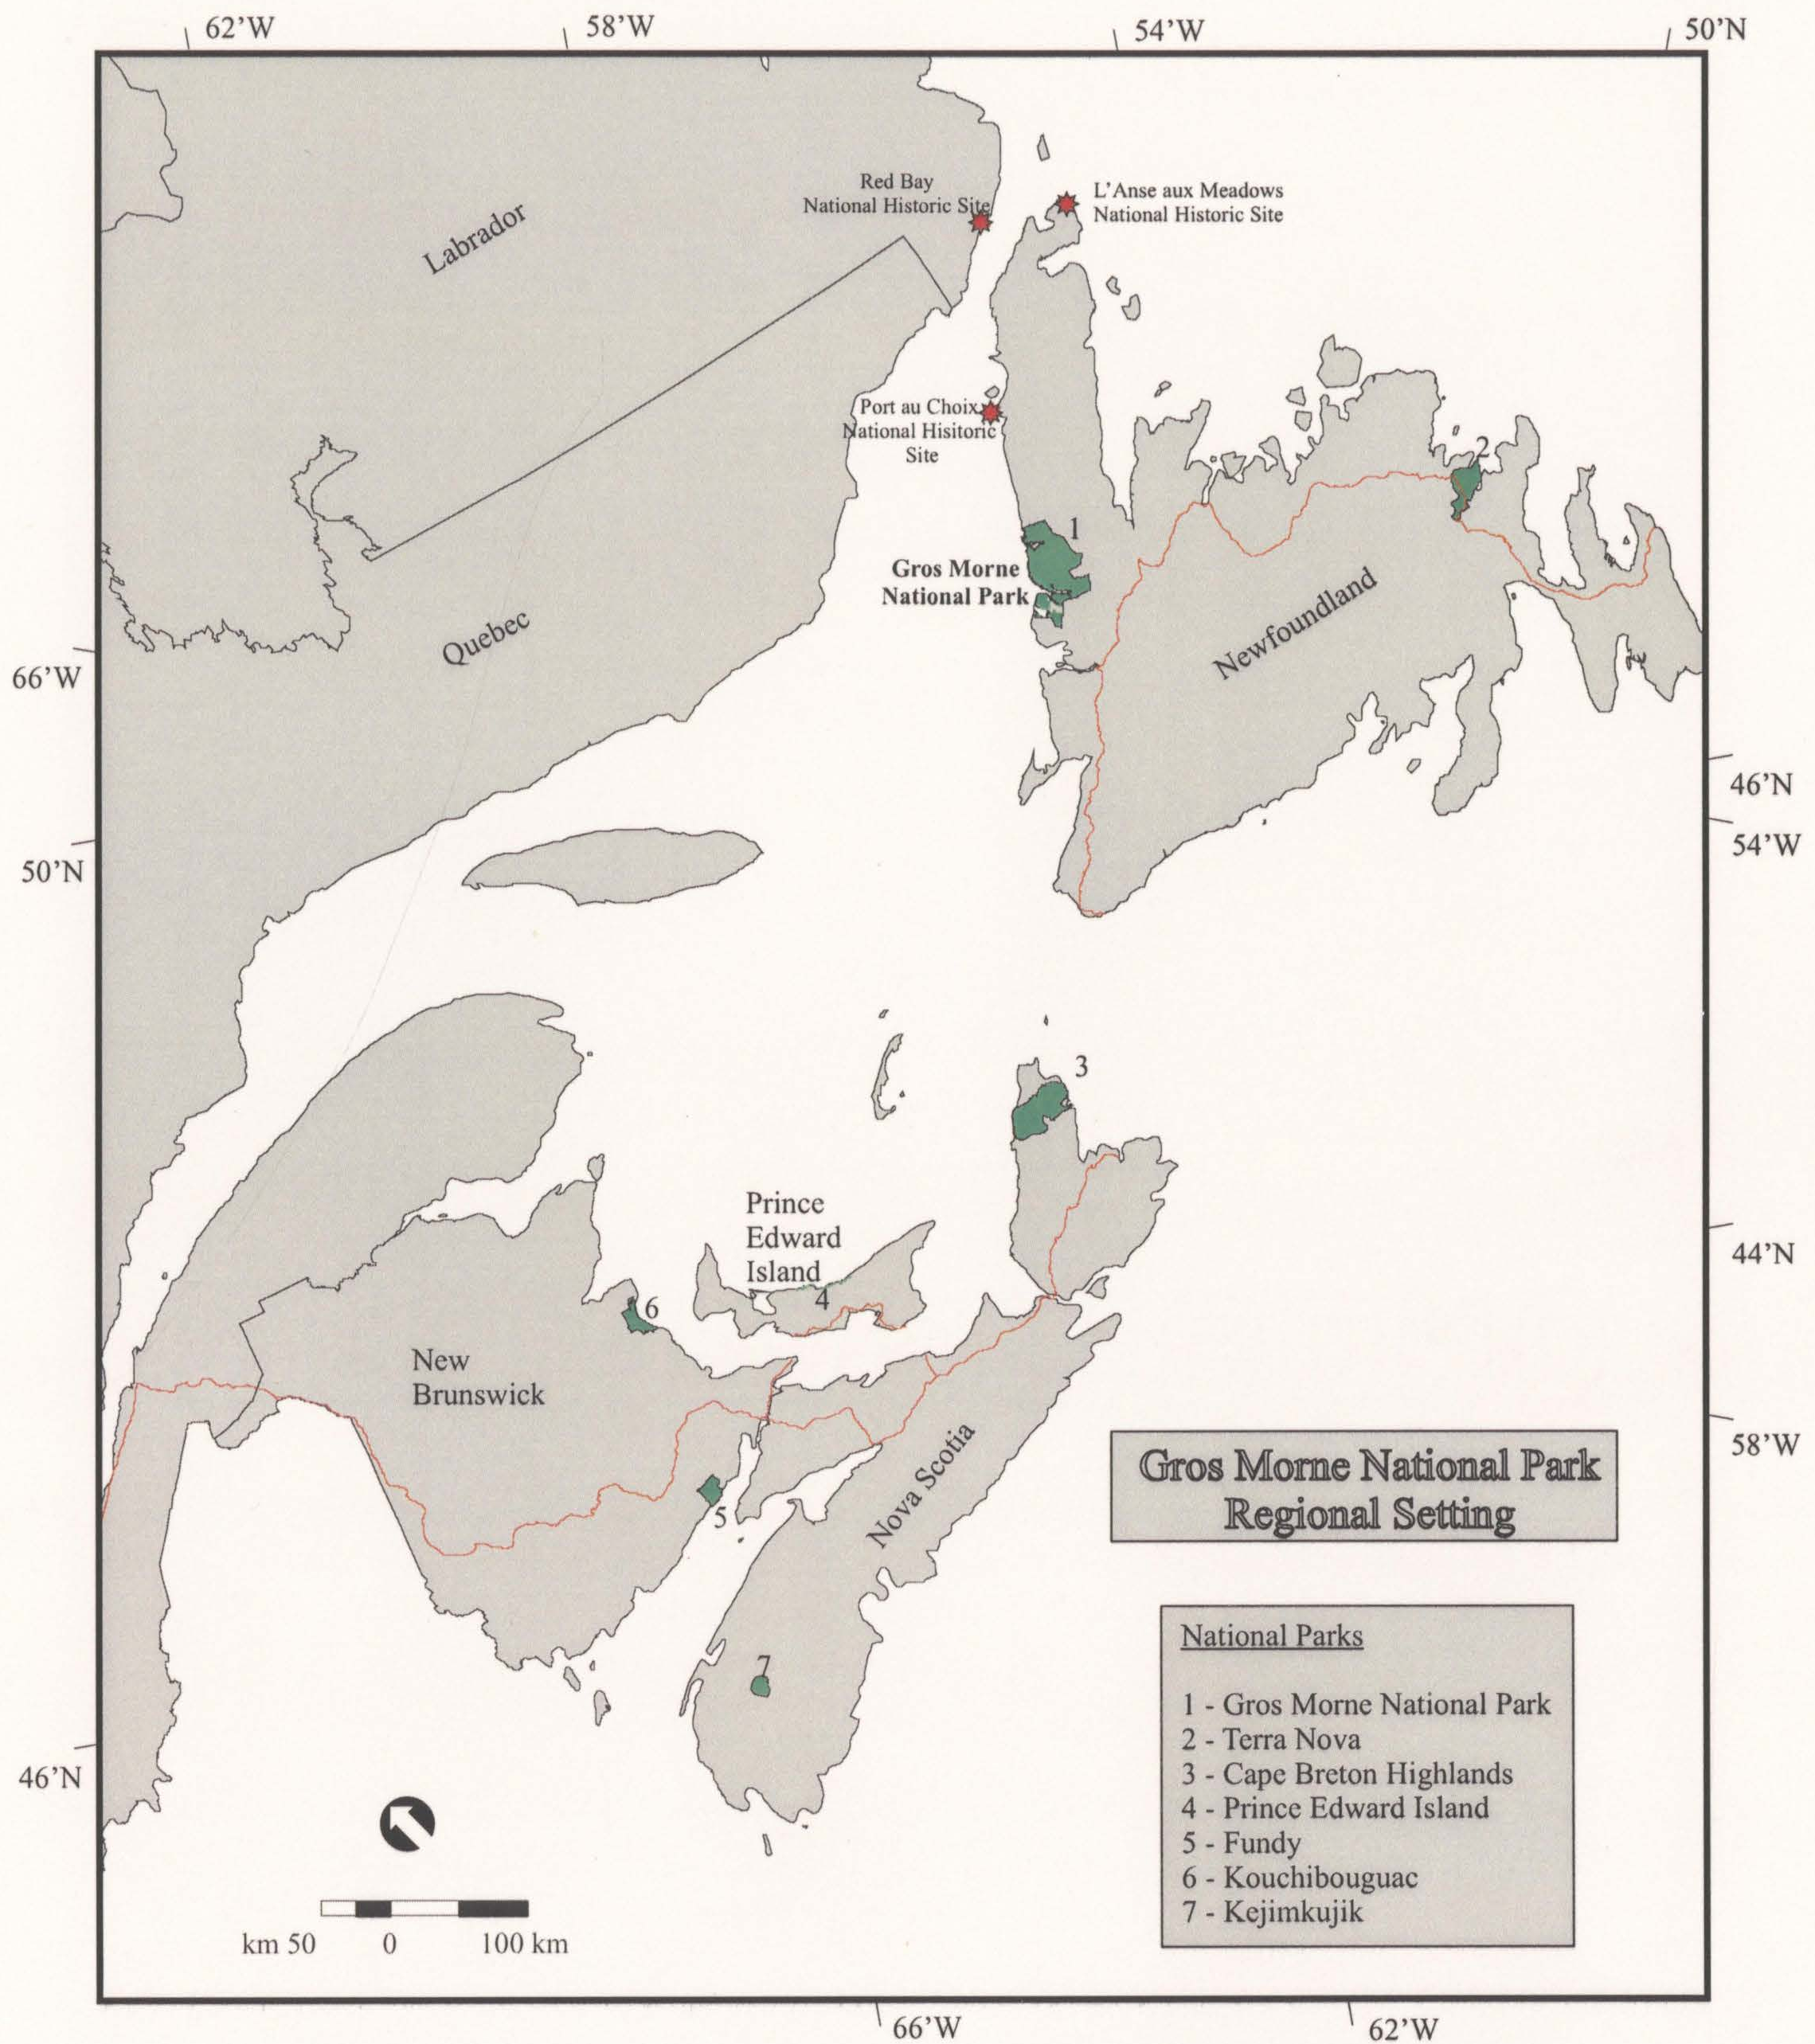 62'W
58'W
54'W
50'N
Red Bay
National Historic Site
L'Anse aux Meadows
National Historic Site
Labrador
Port au Choix
National Hisitoric
Site
2
1
Gros Morne
National Park
Newfoundland
Quebec
66'W
46'N
54'W
50'N
3
Prince
Edward
Island
4
44'N
6
New
Brunswick
58'W
Nova Scotia
5
Gros Morne National Park
Regional Setting
7
National Parks
1 - Gros Morne National Park
2 - Terra Nova
3 - Cape Breton Highlands
4 - Prince Edward Island
5 - Fundy
6 - Kouchibouguac
7 - Kejimkujik
46'N
km 50
0
100 km
66'W
62'W